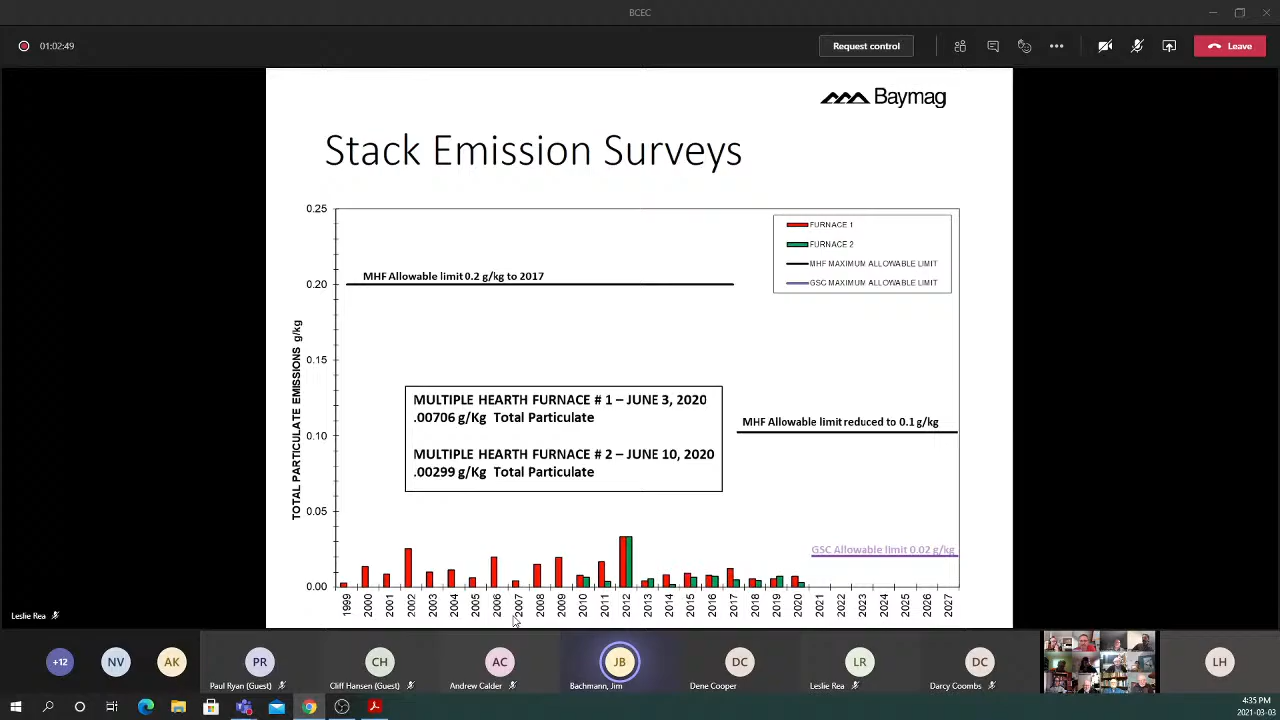 BCEC
01:02:49
Request control
Leave
Baymag
Stack Emission Surveys
0.25
0.20
0.15
0.10
0.05
0.00
TOTAL PARTICULATE EMISSIONS g/kg
FURNACE 1
FURNACE 2
MHF MAXIMUM ALLOWABLE LIMIT
GSC MAXIMUM ALLOWABLE LIMIT
MHF Allowable limit 0.2 g/kg to 2017
MULTIPLE HEARTH FURNACE # 1 – JUNE 3, 2020
.00706 g/Kg Total Particulate
MULTIPLE HEARTH FURNACE # 2 – JUNE 10, 2020
.00299 g/Kg Total Particulate
MHF Allowable limit reduced to 0.1 g/kg
GSC Allowable limit 0.02 g/kg
1999 2000 2001 2002 2003 2004 2005 2006 2007 2008 2009 2010 2011 2012 2013 2014 2015 2016 2017 2018 2019 2020 2021 2022 2023 2024 2025 2026 2027
Leslie Rea
+12 NV AK PR CH AC JB DC LR DC LH
Paul Ryan (Guest) Cliff Hansen (Guest) Andrew Calder Bachmann, Jim Dene Cooper Leslie Rea Darcy Coombs
4:35 PM
2021-03-03